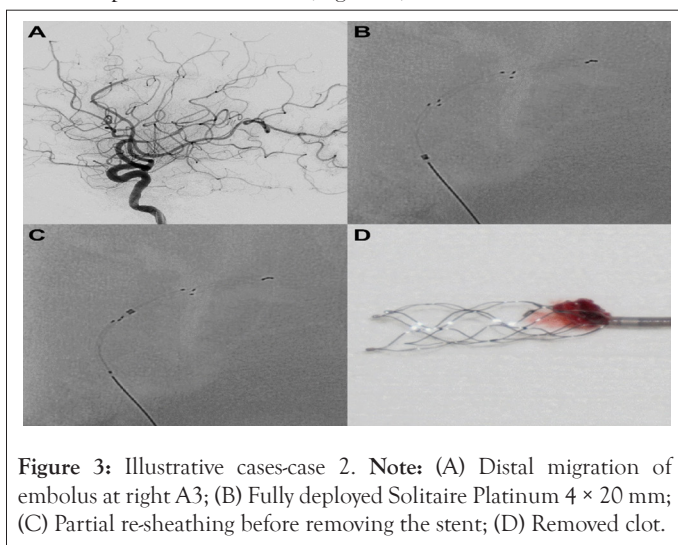 A
B
C
D
Figure 3: Illustrative cases-case 2. Note: (A) Distal migration of
embolus at right A3; (B) Fully deployed Solitaire Platinum 4 × 20 mm;
(C) Partial re-sheathing before removing the stent; (D) Removed clot.